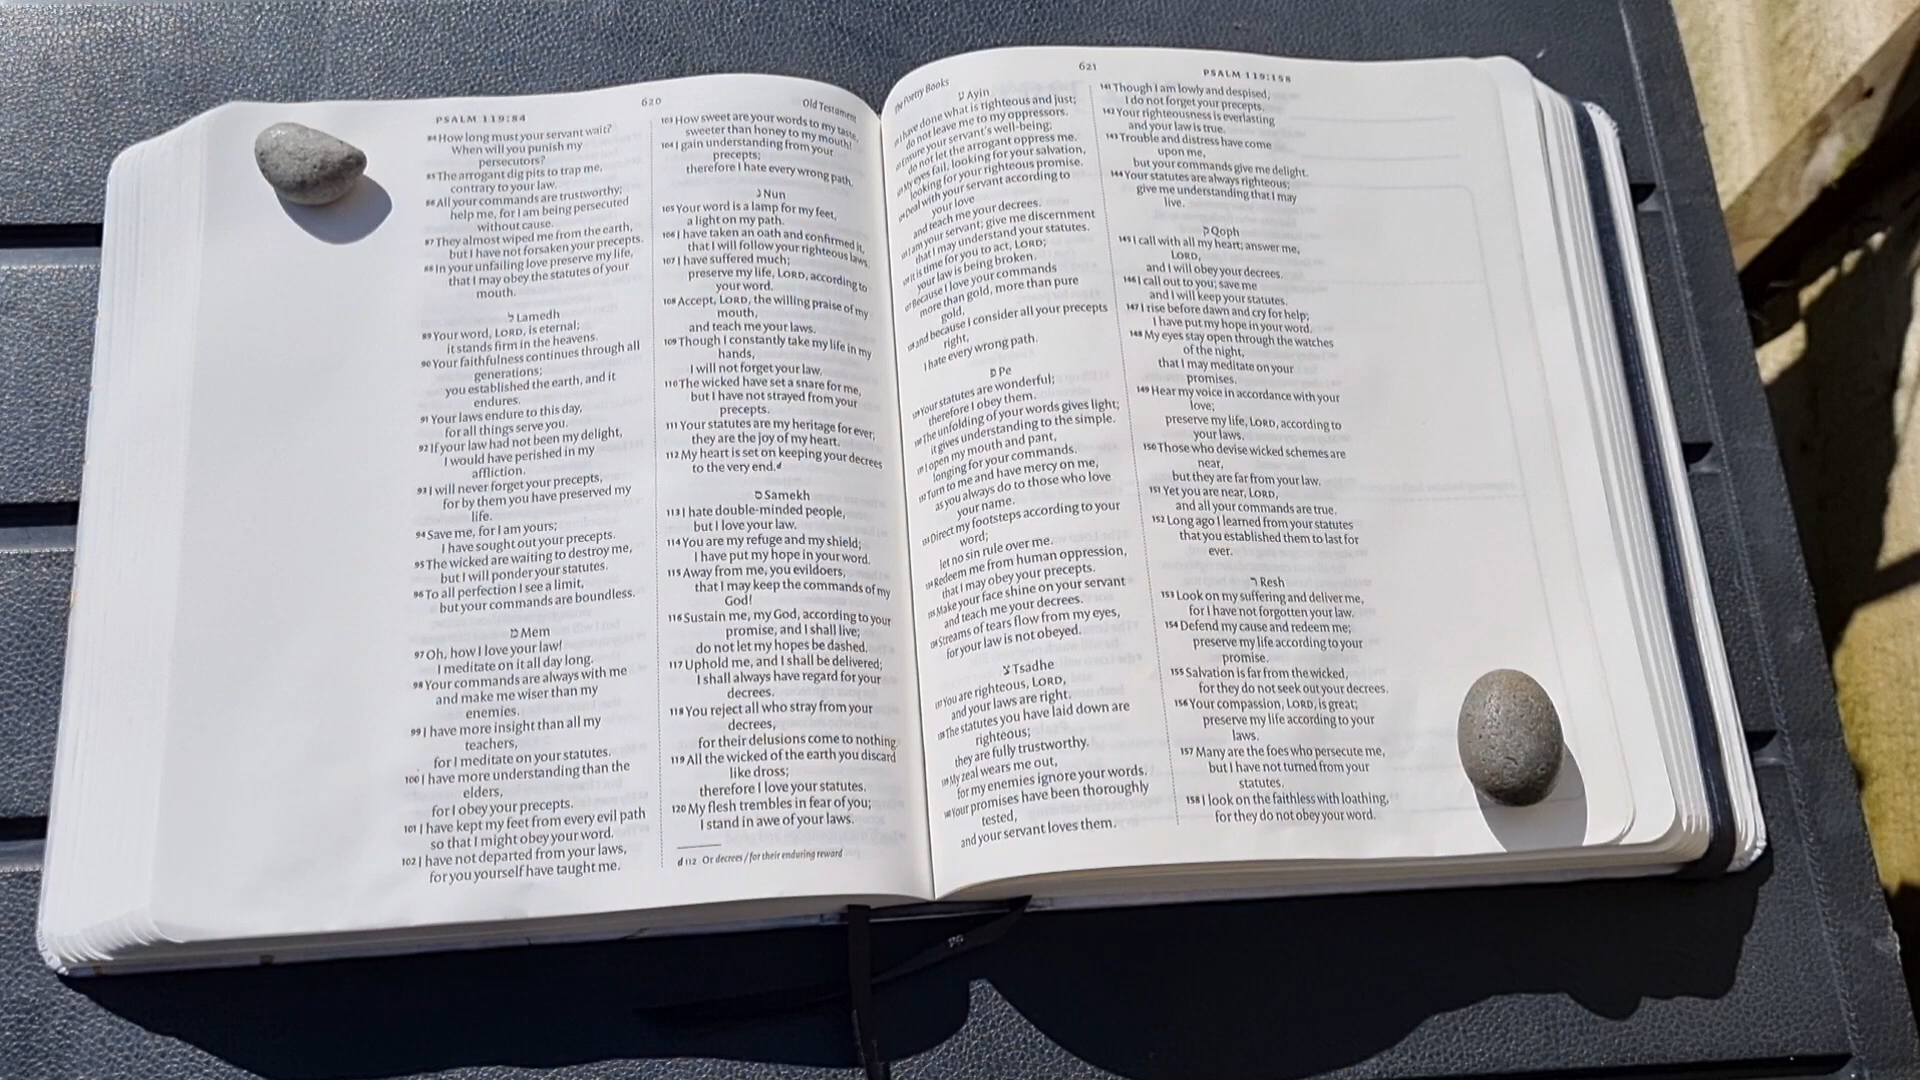 PSALM 119:84
620
Old Testament
84 How long must your servant wait?
When will you punish my
persecutors?
85 The arrogant dig pits to trap me,
contrary to your law.
86 All your commands are trustworthy;
help me, for I am being persecuted
without cause.
87 They almost wiped me from the earth,
but I have not forsaken your precepts.
88 In your unfailing love preserve my life,
that I may obey the statutes of your
mouth.
ל Lamedh
89 Your word, LORD, is eternal;
it stands firm in the heavens.
90 Your faithfulness continues through all
generations;
you established the earth, and it
endures.
91 Your laws endure to this day,
for all things serve you.
92 If your law had not been my delight,
I would have perished in my
affliction.
93 I will never forget your precepts,
for by them you have preserved my
life.
94 Save me, for I am yours;
I have sought out your precepts.
95 The wicked are waiting to destroy me,
but I will ponder your statutes.
96 To all perfection I see a limit,
but your commands are boundless.
מ Mem
97 Oh, how I love your law!
I meditate on it all day long.
98 Your commands are always with me
and make me wiser than my
enemies.
99 I have more insight than all my
teachers,
for I meditate on your statutes.
100 I have more understanding than the
elders,
for I obey your precepts.
101 I have kept my feet from every evil path
so that I might obey your word.
102 I have not departed from your laws,
for you yourself have taught me.
103 How sweet are your words to my taste,
sweeter than honey to my mouth!
104 I gain understanding from your
precepts;
therefore I hate every wrong path.
נ Nun
105 Your word is a lamp for my feet,
a light on my path.
106 I have taken an oath and confirmed it,
that I will follow your righteous laws.
107 I have suffered much;
preserve my life, LORD, according to
your word.
108 Accept, LORD, the willing praise of my
mouth,
and teach me your laws.
109 Though I constantly take my life in my
hands,
I will not forget your law.
110 The wicked have set a snare for me,
but I have not strayed from your
precepts.
111 Your statutes are my heritage for ever;
they are the joy of my heart.
112 My heart is set on keeping your decrees
to the very end.d
ס Samekh
113 I hate double-minded people,
but I love your law.
114 You are my refuge and my shield;
I have put my hope in your word.
115 Away from me, you evildoers,
that I may keep the commands of my
God!
116 Sustain me, my God, according to your
promise, and I shall live;
do not let my hopes be dashed.
117 Uphold me, and I shall be delivered;
I shall always have regard for your
decrees.
118 You reject all who stray from your
decrees,
for their delusions come to nothing.
119 All the wicked of the earth you discard
like dross;
therefore I love your statutes.
120 My flesh trembles in fear of you;
I stand in awe of your laws.
d 112 Or decrees / for their enduring reward
the Poetry Books
621
PSALM 119:158
ע Ayin
I have done what is righteous and just;
do not leave me to my oppressors.
Ensure your servant's well-being;
do not let the arrogant oppress me.
My eyes fail, looking for your salvation,
looking for your righteous promise.
Deal with your servant according to
your love
and teach me your decrees.
I am your servant; give me discernment
that I may understand your statutes.
It is time for you to act, LORD;
your law is being broken.
Because I love your commands
more than gold, more than pure
gold,
and because I consider all your precepts
right,
I hate every wrong path.
פ Pe
Your statutes are wonderful;
therefore I obey them.
The unfolding of your words gives light;
it gives understanding to the simple.
I open my mouth and pant,
longing for your commands.
Turn to me and have mercy on me,
as you always do to those who love
your name.
Direct my footsteps according to your
word;
let no sin rule over me.
Redeem me from human oppression,
that I may obey your precepts.
Make your face shine on your servant
and teach me your decrees.
Streams of tears flow from my eyes,
for your law is not obeyed.
צ Tsadhe
You are righteous, LORD,
and your laws are right.
The statutes you have laid down are
righteous;
they are fully trustworthy.
My zeal wears me out,
for my enemies ignore your words.
Your promises have been thoroughly
tested,
and your servant loves them.
141 Though I am lowly and despised,
I do not forget your precepts.
142 Your righteousness is everlasting
and your law is true.
143 Trouble and distress have come
upon me,
but your commands give me delight.
144 Your statutes are always righteous;
give me understanding that I may
live.
ק Qoph
145 I call with all my heart; answer me,
LORD,
and I will obey your decrees.
146 I call out to you; save me
and I will keep your statutes.
147 I rise before dawn and cry for help;
I have put my hope in your word.
148 My eyes stay open through the watches
of the night,
that I may meditate on your
promises.
149 Hear my voice in accordance with your
love;
preserve my life, LORD, according to
your laws.
150 Those who devise wicked schemes are
near,
but they are far from your law.
151 Yet you are near, LORD,
and all your commands are true.
152 Long ago I learned from your statutes
that you established them to last for
ever.
ר Resh
153 Look on my suffering and deliver me,
for I have not forgotten your law.
154 Defend my cause and redeem me;
preserve my life according to your
promise.
155 Salvation is far from the wicked,
for they do not seek out your decrees.
156 Your compassion, LORD, is great;
preserve my life according to your
laws.
157 Many are the foes who persecute me,
but I have not turned from your
statutes.
158 I look on the faithless with loathing,
for they do not obey your word.